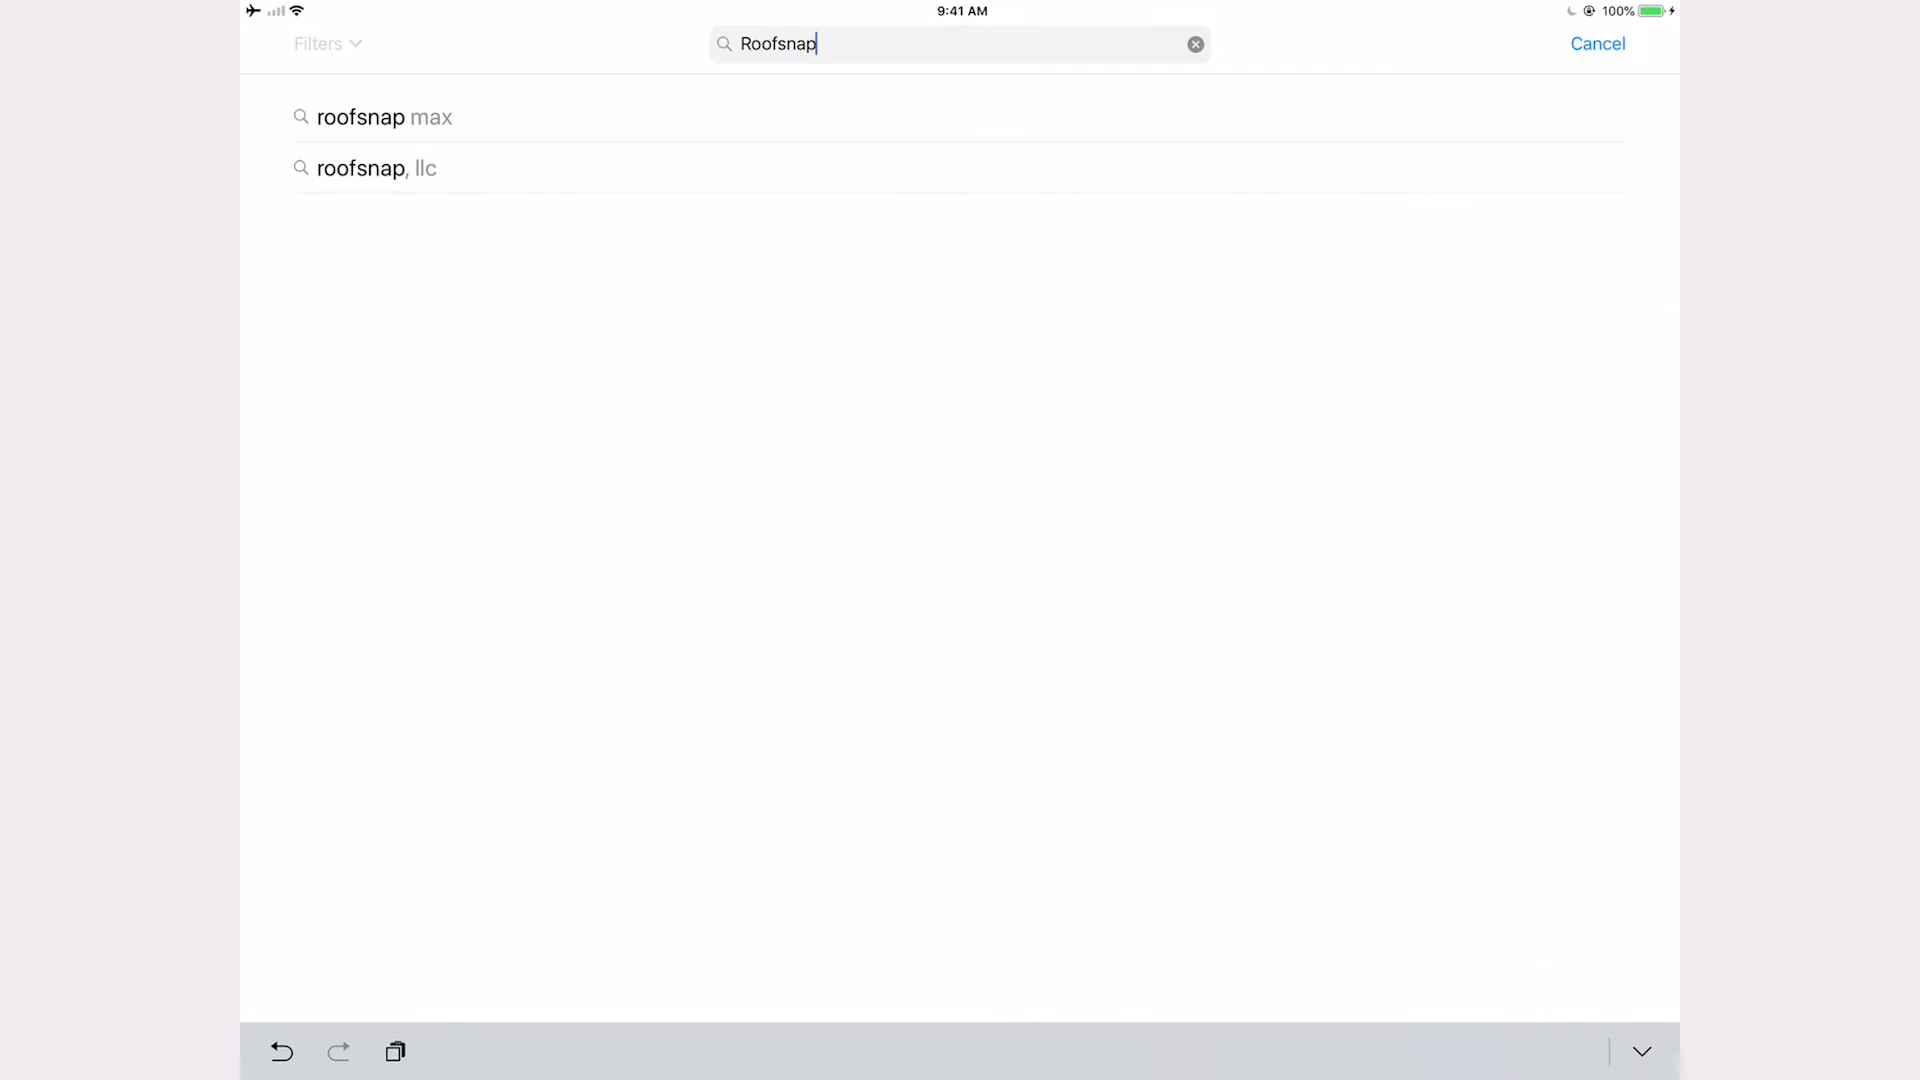 9:41 AM
100%
Filters
Roofsnap
Cancel
roofsnap max
roofsnap, llc